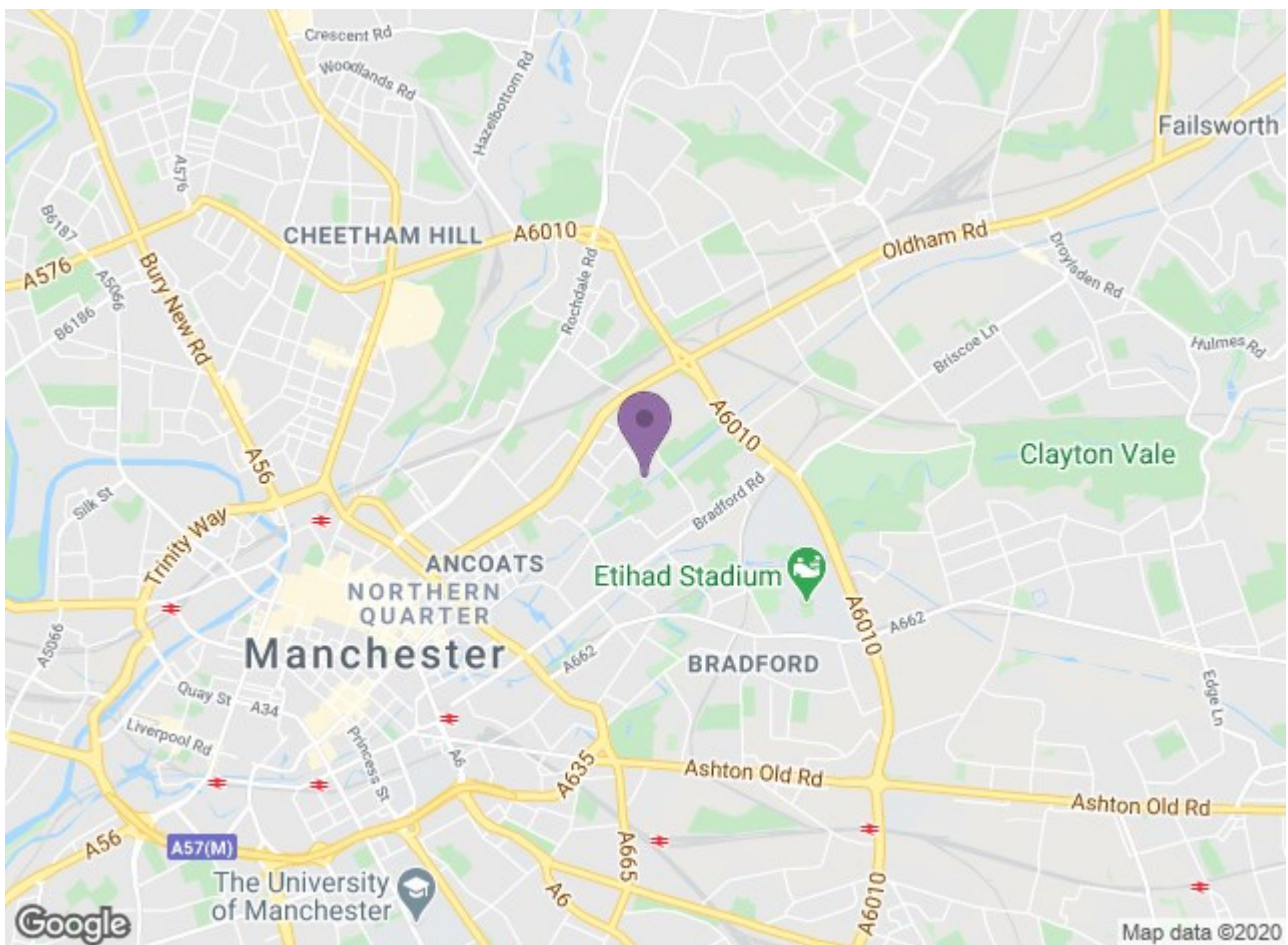 Crescent Rd
Woodlands Rd
Hazelbottom Rd
Failsworth
A576
B6187
A5066
CHEETHAM HILL
A6010
Oldham Rd
Droylsden Rd
A576
Bury New Rd
Rochdale Rd
B6186
Briscoe Ln
Hulmes Rd
A6010
A56
Clayton Vale
Silk St
Bradford Rd
Trinity Way
ANCOATS
Etihad Stadium
NORTHERN
QUARTER
A6010
A662
A5066
Manchester
A662
BRADFORD
Quay St
A34
Edge Ln
Liverpool Rd
Princess St
A6
A635
Ashton Old Rd
Ashton Old Rd
A56
A57(M)
A665
The University
of Manchester
A6
A6010
Google
Map data ©2020